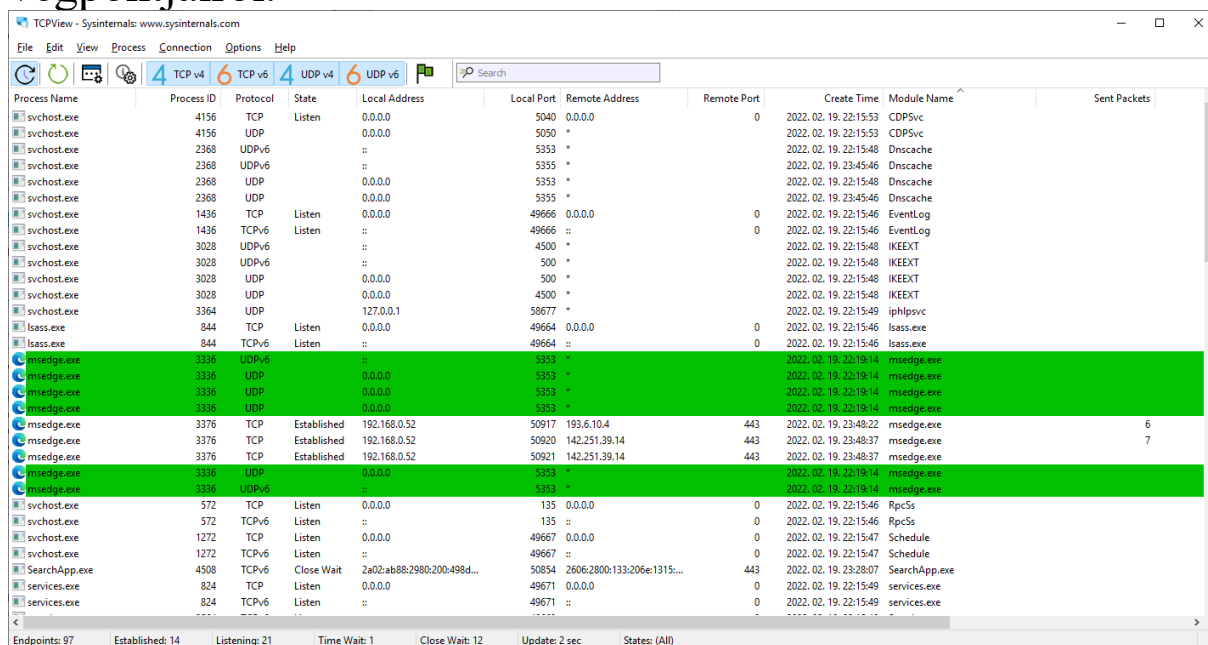 végpontjairól.
TCPView - Sysinternals: www.sysinternals.com
File Edit View Process Connection Options Help
4 TCP v4 6 TCP v6 4 UDP v4 6 UDP v6 Search
Process Name Process ID Protocol State Local Address Local Port Remote Address Remote Port Create Time Module Name Sent Packets
svchost.exe 4156 TCP Listen 0.0.0.0 5040 0.0.0.0 0 2022. 02. 19. 22:15:53 CDPSvc
svchost.exe 4156 UDP 0.0.0.0 5050 * 2022. 02. 19. 22:15:53 CDPSvc
svchost.exe 2368 UDPv6 :: 5353 * 2022. 02. 19. 22:15:48 Dnscache
svchost.exe 2368 UDPv6 :: 5355 * 2022. 02. 19. 23:45:46 Dnscache
svchost.exe 2368 UDP 0.0.0.0 5353 * 2022. 02. 19. 22:15:48 Dnscache
svchost.exe 2368 UDP 0.0.0.0 5355 * 2022. 02. 19. 23:45:46 Dnscache
svchost.exe 1436 TCP Listen 0.0.0.0 49666 0.0.0.0 0 2022. 02. 19. 22:15:46 EventLog
svchost.exe 1436 TCPv6 Listen :: 49666 :: 0 2022. 02. 19. 22:15:46 EventLog
svchost.exe 3028 UDPv6 :: 4500 * 2022. 02. 19. 22:15:48 IKEEXT
svchost.exe 3028 UDPv6 :: 500 * 2022. 02. 19. 22:15:48 IKEEXT
svchost.exe 3028 UDP 0.0.0.0 500 * 2022. 02. 19. 22:15:48 IKEEXT
svchost.exe 3028 UDP 0.0.0.0 4500 * 2022. 02. 19. 22:15:48 IKEEXT
svchost.exe 3364 UDP 127.0.0.1 58677 * 2022. 02. 19. 22:15:49 iphlpsvc
lsass.exe 844 TCP Listen 0.0.0.0 49664 0.0.0.0 0 2022. 02. 19. 22:15:46 lsass.exe
lsass.exe 844 TCPv6 Listen :: 49664 :: 0 2022. 02. 19. 22:15:46 lsass.exe
msedge.exe 3336 UDPv6 :: 5353 * 2022. 02. 19. 22:19:14 msedge.exe
msedge.exe 3336 UDP 0.0.0.0 5353 * 2022. 02. 19. 22:19:14 msedge.exe
msedge.exe 3336 UDP 0.0.0.0 5353 * 2022. 02. 19. 22:19:14 msedge.exe
msedge.exe 3336 UDP 0.0.0.0 5353 * 2022. 02. 19. 22:19:14 msedge.exe
msedge.exe 3376 TCP Established 192.168.0.52 50917 193.6.10.4 443 2022. 02. 19. 23:48:22 msedge.exe 6
msedge.exe 3376 TCP Established 192.168.0.52 50920 142.251.39.14 443 2022. 02. 19. 23:48:37 msedge.exe 7
msedge.exe 3376 TCP Established 192.168.0.52 50921 142.251.39.14 443 2022. 02. 19. 23:48:37 msedge.exe
msedge.exe 3336 UDP 0.0.0.0 5353 * 2022. 02. 19. 22:19:14 msedge.exe
msedge.exe 3336 UDPv6 :: 5353 * 2022. 02. 19. 22:19:14 msedge.exe
svchost.exe 572 TCP Listen 0.0.0.0 135 0.0.0.0 0 2022. 02. 19. 22:15:46 RpcSs
svchost.exe 572 TCPv6 Listen :: 135 :: 0 2022. 02. 19. 22:15:46 RpcSs
svchost.exe 1272 TCP Listen 0.0.0.0 49667 0.0.0.0 0 2022. 02. 19. 22:15:47 Schedule
svchost.exe 1272 TCPv6 Listen :: 49667 :: 0 2022. 02. 19. 22:15:47 Schedule
SearchApp.exe 4508 TCPv6 Close Wait 2a02:ab88:2980:200:498d... 50854 2606:2800:133:206e:1315:... 443 2022. 02. 19. 23:28:07 SearchApp.exe
services.exe 824 TCP Listen 0.0.0.0 49671 0.0.0.0 0 2022. 02. 19. 22:15:49 services.exe
services.exe 824 TCPv6 Listen :: 49671 :: 0 2022. 02. 19. 22:15:49 services.exe
Endpoints: 97 Established: 14 Listening: 21 Time Wait: 1 Close Wait: 12 Update: 2 sec States: (All)